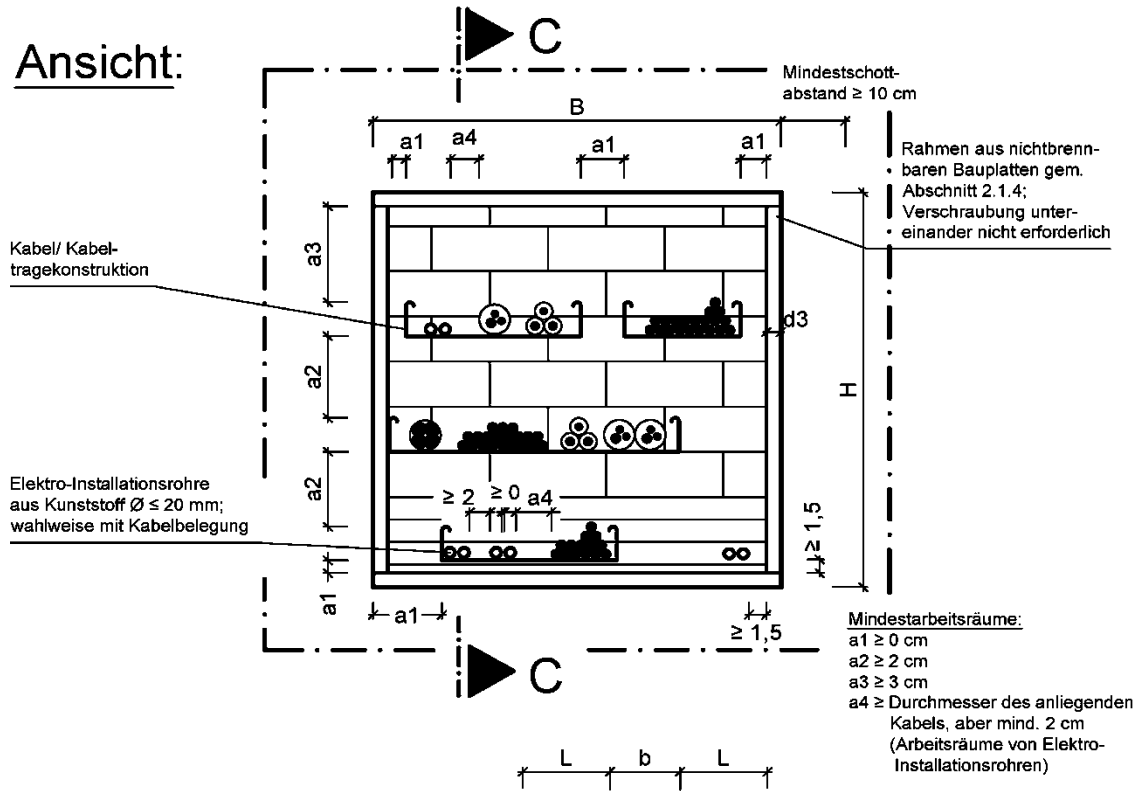 C
Ansicht:
Mindestschott-
abstand ≥ 10 cm
B
a1
a4
a1
a1
Rahmen aus nichtbrenn-
baren Bauplatten gem.
Abschnitt 2.1.4;
Verschraubung unter-
einander nicht erforderlich
Kabel/ Kabel-
tragekonstruktion
a3
d3
a2
H
Elektro-Installationsrohre
aus Kunststoff Ø ≤ 20 mm;
wahlweise mit Kabelbelegung
a2
≥ 2
≥ 0
a4
≥ 1,5
a1
a1
≥ 1,5
C
Mindestarbeitsräume:
a1 ≥ 0 cm
a2 ≥ 2 cm
a3 ≥ 3 cm
a4 ≥ Durchmesser des anliegenden
Kabels, aber mind. 2 cm
(Arbeitsräume von Elektro-
Installationsrohren)
L
b
L